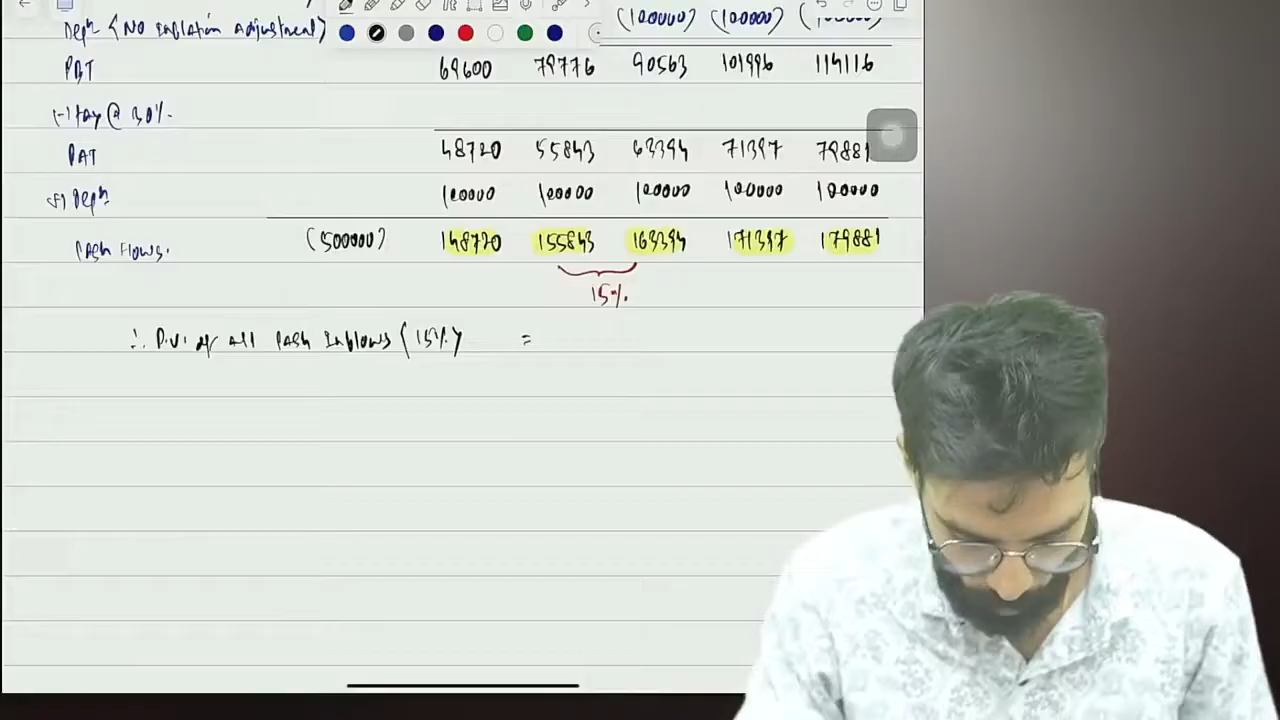 Depn (No Inflation Adjustment) (100000) (100000) (100000)
PBT 69600 79776 90563 101996 114116
(-) Tax @ 30%.
PAT 48720 55843 63394 71397 79881
(+) Depn 100000 100000 100000 100000 100000
Cash Flows. (500000) 148720 155843 163394 171397 179881
15%.
∴ P.V. of all Cash Inflows (15%) =